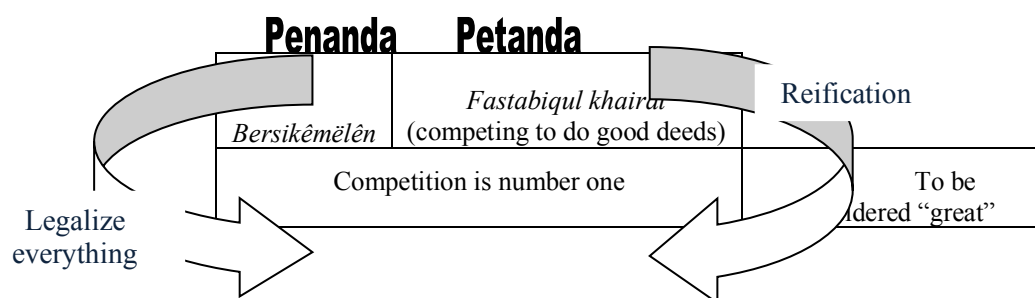 Penanda Petanda
Reification
Fastabiqul
Bersikêmëlên (competing to do good deeds)
Competition is number one
To be
“great”
Legalize
everything